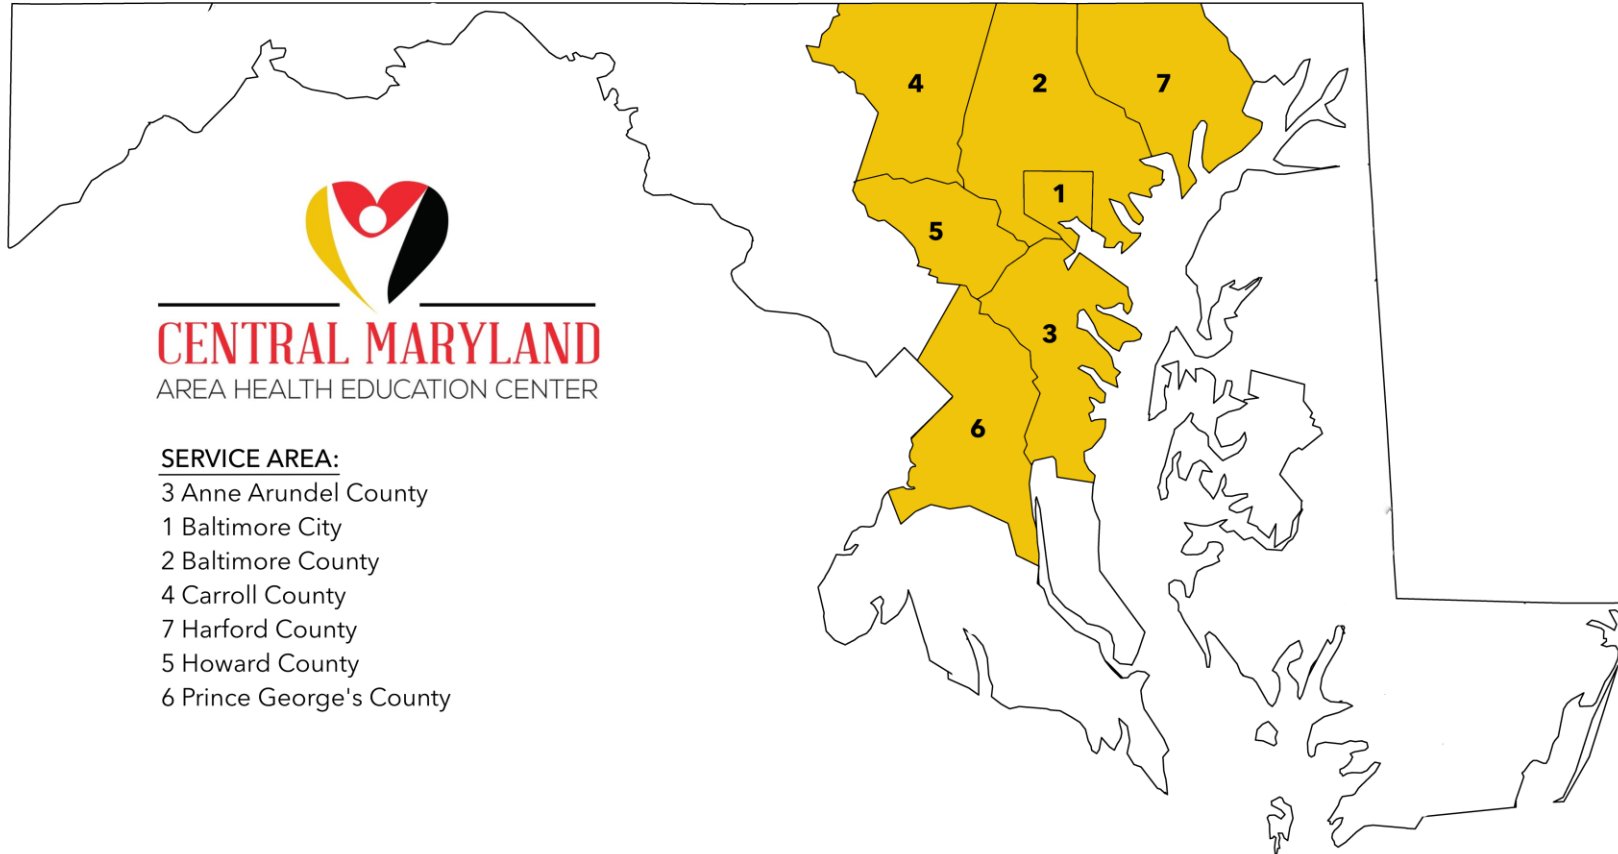 4
2
7
1
5
3
6
CENTRAL MARYLAND
AREA HEALTH EDUCATION CENTER
SERVICE AREA:
3 Anne Arundel County
1 Baltimore City
2 Baltimore County
4 Carroll County
7 Harford County
5 Howard County
6 Prince George's County